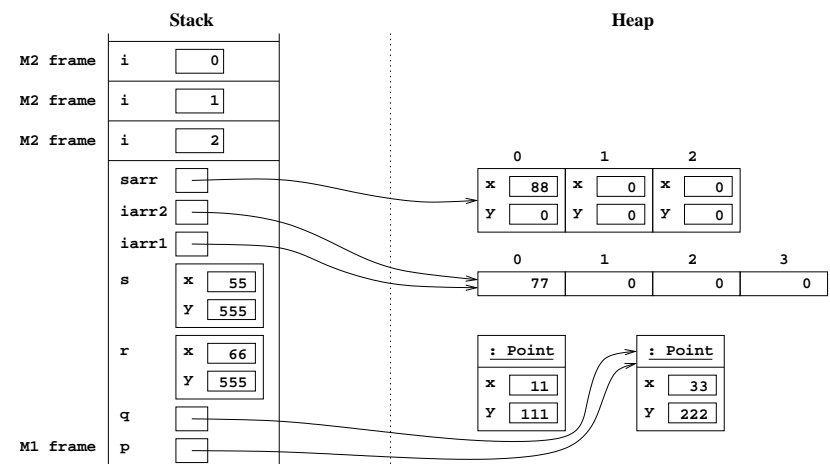 Stack Heap
M2 frame i 0
M2 frame i 1
M2 frame i 2
0 1 2
sarr x 88 x 0 x 0
iarr2 y 0 y 0 y 0
iarr1
0 1 2 3
s x 55 77 0 0 0
y 555
r x 66 : Point : Point
y 555 x 11 x 33
q y 111 y 222
M1 frame p